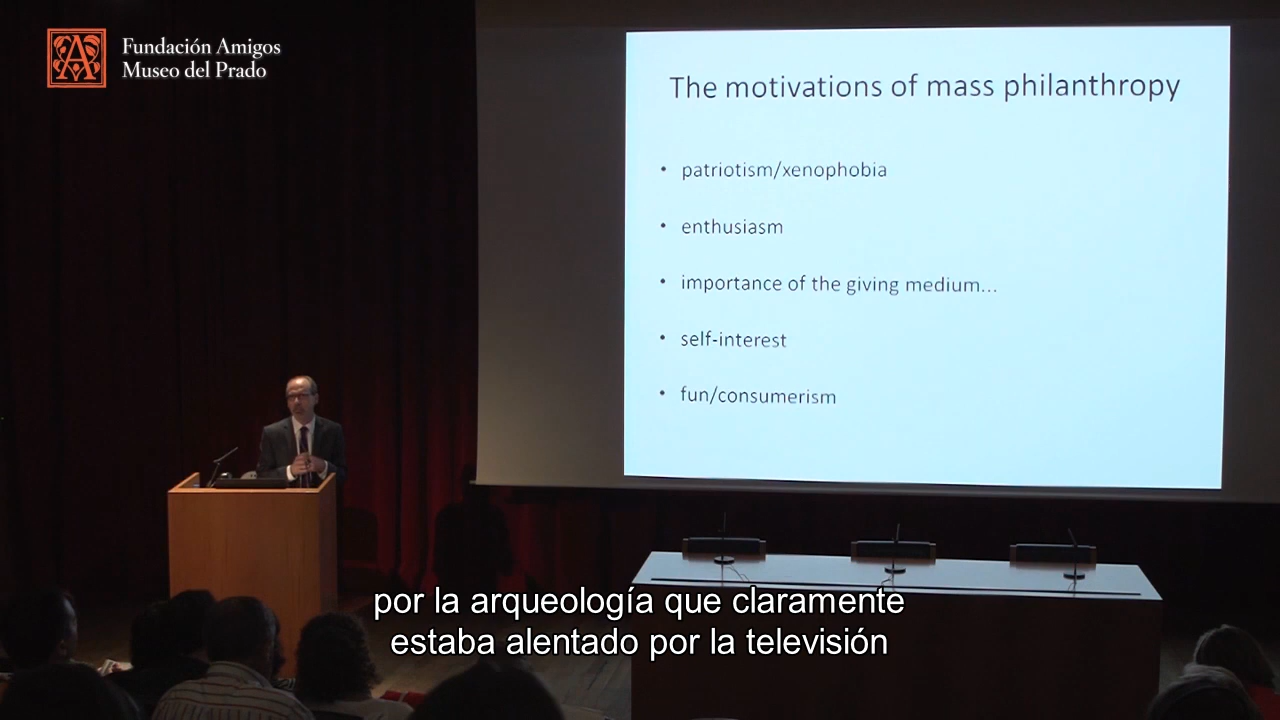 Fundación Amigos
Museo del Prado
The motivations of mass philanthropy
• patriotism/xenophobia
• enthusiasm
• importance of the giving medium...
• self-interest
• fun/consumerism
por la arqueología que claramente
estaba alentado por la televisión